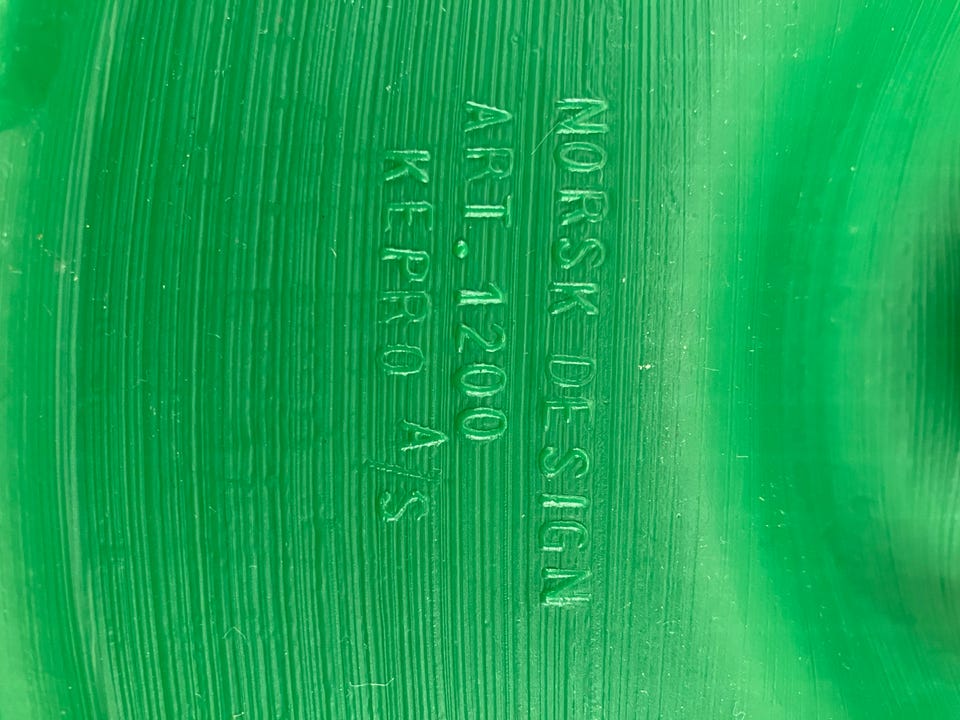 NORSK DESIGN
ART.1200
KEPRO A/S